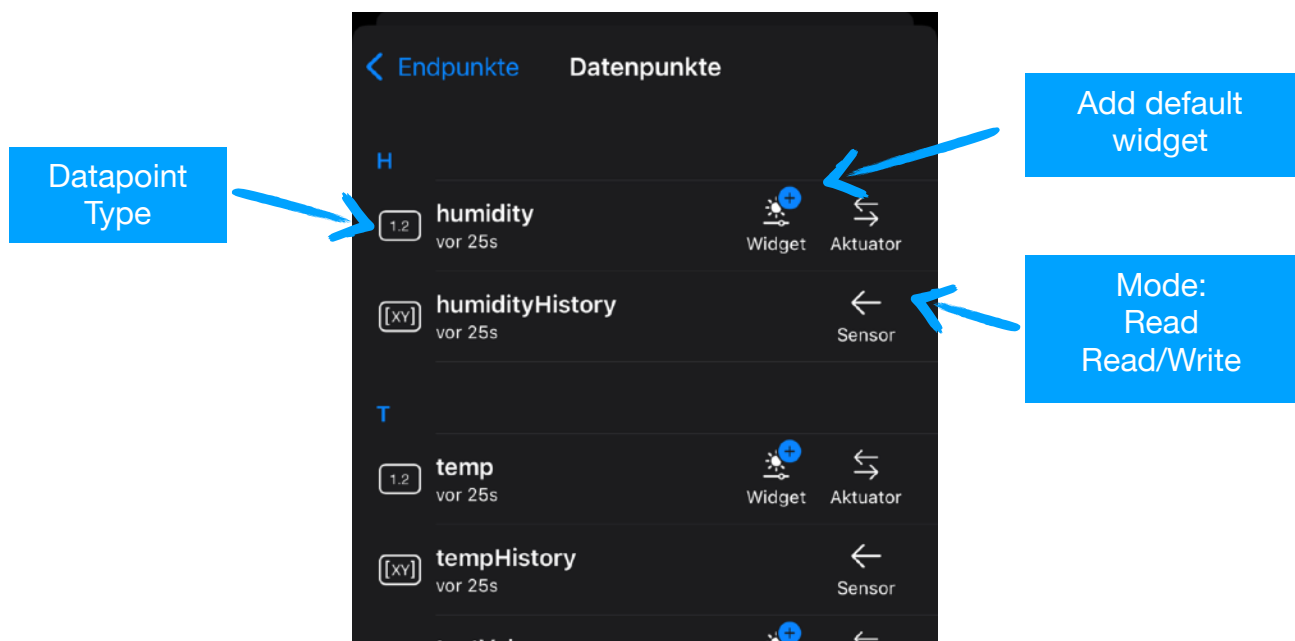 Endpunkte Datenpunkte
Add default
widget
Datapoint
Type
H
1.2 humidity
vor 25s
Widget Aktuator
[XY] humidityHistory
vor 25s
Sensor
Mode:
Read
Read/Write
T
1.2 temp
vor 25s
Widget Aktuator
[XY] tempHistory
vor 25s
Sensor